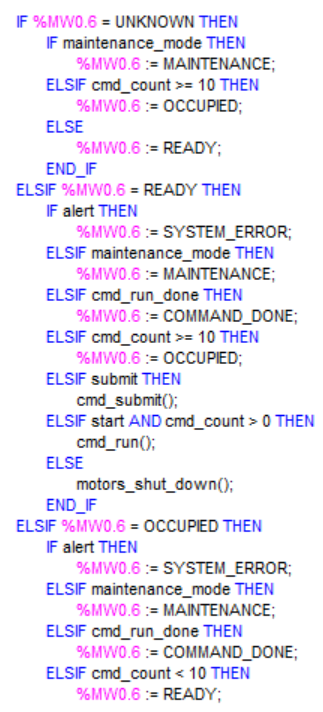 IF %MW0.6 = UNKNOWN THEN
IF maintenance_mode THEN
%MW0.6 := MAINTENANCE;
ELSIF cmd_count >= 10 THEN
%MW0.6 := OCCUPIED;
ELSE
%MW0.6 := READY;
END_IF
ELSIF %MW0.6 = READY THEN
IF alert THEN
%MW0.6 := SYSTEM_ERROR;
ELSIF maintenance_mode THEN
%MW0.6 := MAINTENANCE;
ELSIF cmd_run_done THEN
%MW0.6 := COMMAND_DONE;
ELSIF cmd_count >= 10 THEN
%MW0.6 := OCCUPIED;
ELSIF submit THEN
cmd_submit();
ELSIF start AND cmd_count > 0 THEN
cmd_run();
ELSE
motors_shut_down();
END_IF
ELSIF %MW0.6 = OCCUPIED THEN
IF alert THEN
%MW0.6 := SYSTEM_ERROR;
ELSIF maintenance_mode THEN
%MW0.6 := MAINTENANCE;
ELSIF cmd_run_done THEN
%MW0.6 := COMMAND_DONE;
ELSIF cmd_count < 10 THEN
%MW0.6 := READY;